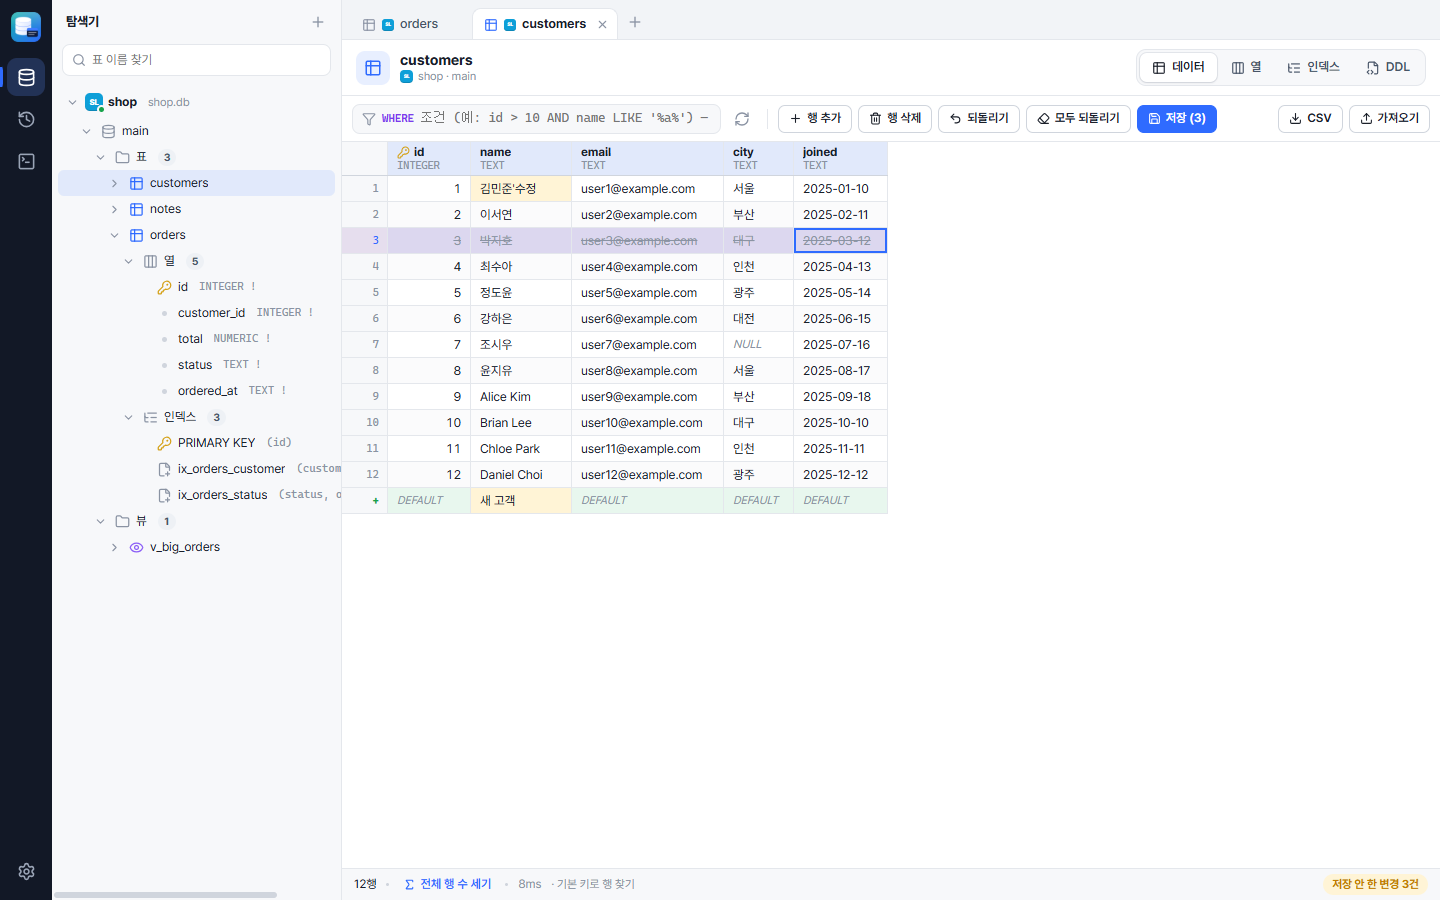 탐색기
표 이름 찾기
SL shop shop.db
main
표 3
customers
notes
orders
열 5
id INTEGER !
customer_id INTEGER !
total NUMERIC !
status TEXT !
ordered_at TEXT !
인덱스 3
PRIMARY KEY (id)
ix_orders_customer (custom
ix_orders_status (status, o
뷰 1
v_big_orders
SL orders
SL customers
customers
SL shop · main
데이터 열 인덱스 DDL
WHERE 조건 (예: id > 10 AND name LIKE '%a%') —
행 추가 행 삭제 되돌리기 모두 되돌리기 저장 (3) CSV 가져오기
id name email city joined
INTEGER TEXT TEXT TEXT TEXT
1 1 김민준'수정 user1@example.com 서울 2025-01-10
2 2 이서연 user2@example.com 부산 2025-02-11
3 3 박지호 user3@example.com 대구 2025-03-12
4 4 최수아 user4@example.com 인천 2025-04-13
5 5 정도윤 user5@example.com 광주 2025-05-14
6 6 강하은 user6@example.com 대전 2025-06-15
7 7 조시우 user7@example.com NULL 2025-07-16
8 8 윤지유 user8@example.com 서울 2025-08-17
9 9 Alice Kim user9@example.com 부산 2025-09-18
10 10 Brian Lee user10@example.com 대구 2025-10-10
11 11 Chloe Park user11@example.com 인천 2025-11-11
12 12 Daniel Choi user12@example.com 광주 2025-12-12
+ DEFAULT 새 고객 DEFAULT DEFAULT DEFAULT
12행 · Σ 전체 행 수 세기 · 8ms · 기본 키로 행 찾기
저장 안 한 변경 3건